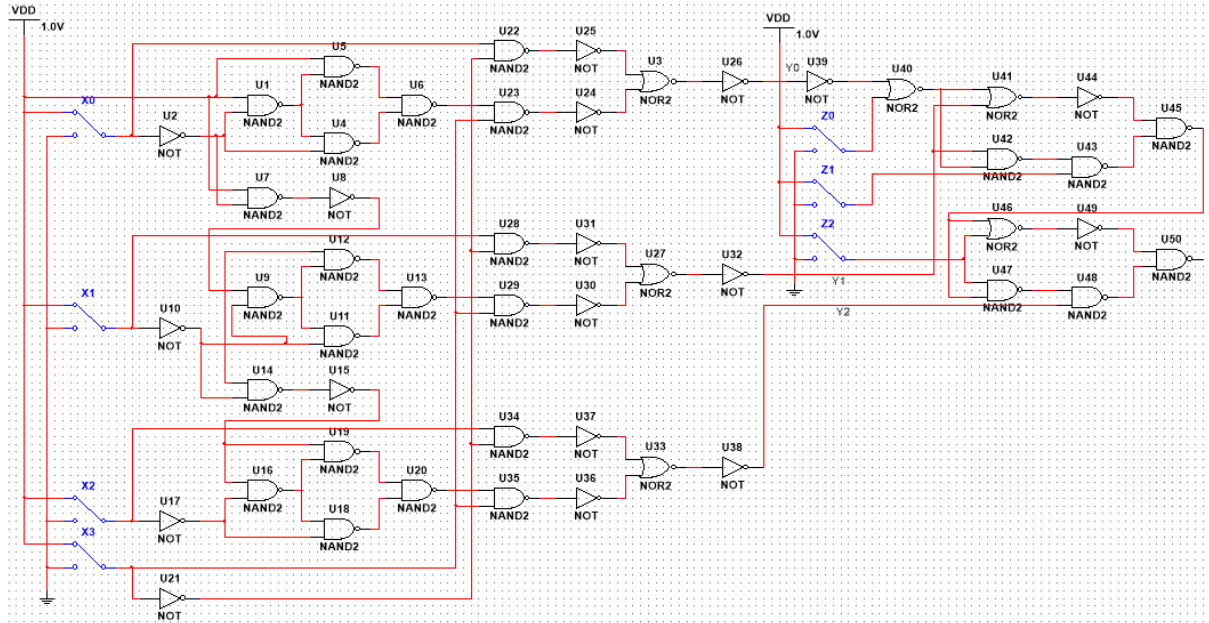 VDD
1.0V
VDD
1.0V
U22
NAND2
U25
NOT
U3
NOR2
U26
NOT
Y0
U39
NOT
U40
NOR2
U41
NOR2
U44
NOT
U45
NAND2
U5
NAND2
U1
NAND2
U6
NAND2
U23
NAND2
U24
NOT
X0
U2
NOT
U4
NAND2
Z0
U42
NAND2
U43
NAND2
U7
NAND2
U8
NOT
Z1
U46
NOR2
U49
NOT
U50
NAND2
U12
NAND2
U28
NAND2
U31
NOT
U27
NOR2
U32
NOT
Z2
Y1
U9
NAND2
U13
NAND2
U29
NAND2
U30
NOT
U47
NAND2
U48
NAND2
Y2
X1
U10
NOT
U11
NAND2
U14
NAND2
U15
NOT
U19
NAND2
U34
NAND2
U37
NOT
U33
NOR2
U38
NOT
U16
NAND2
U20
NAND2
U35
NAND2
U36
NOT
X2
U17
NOT
U18
NAND2
X3
U21
NOT